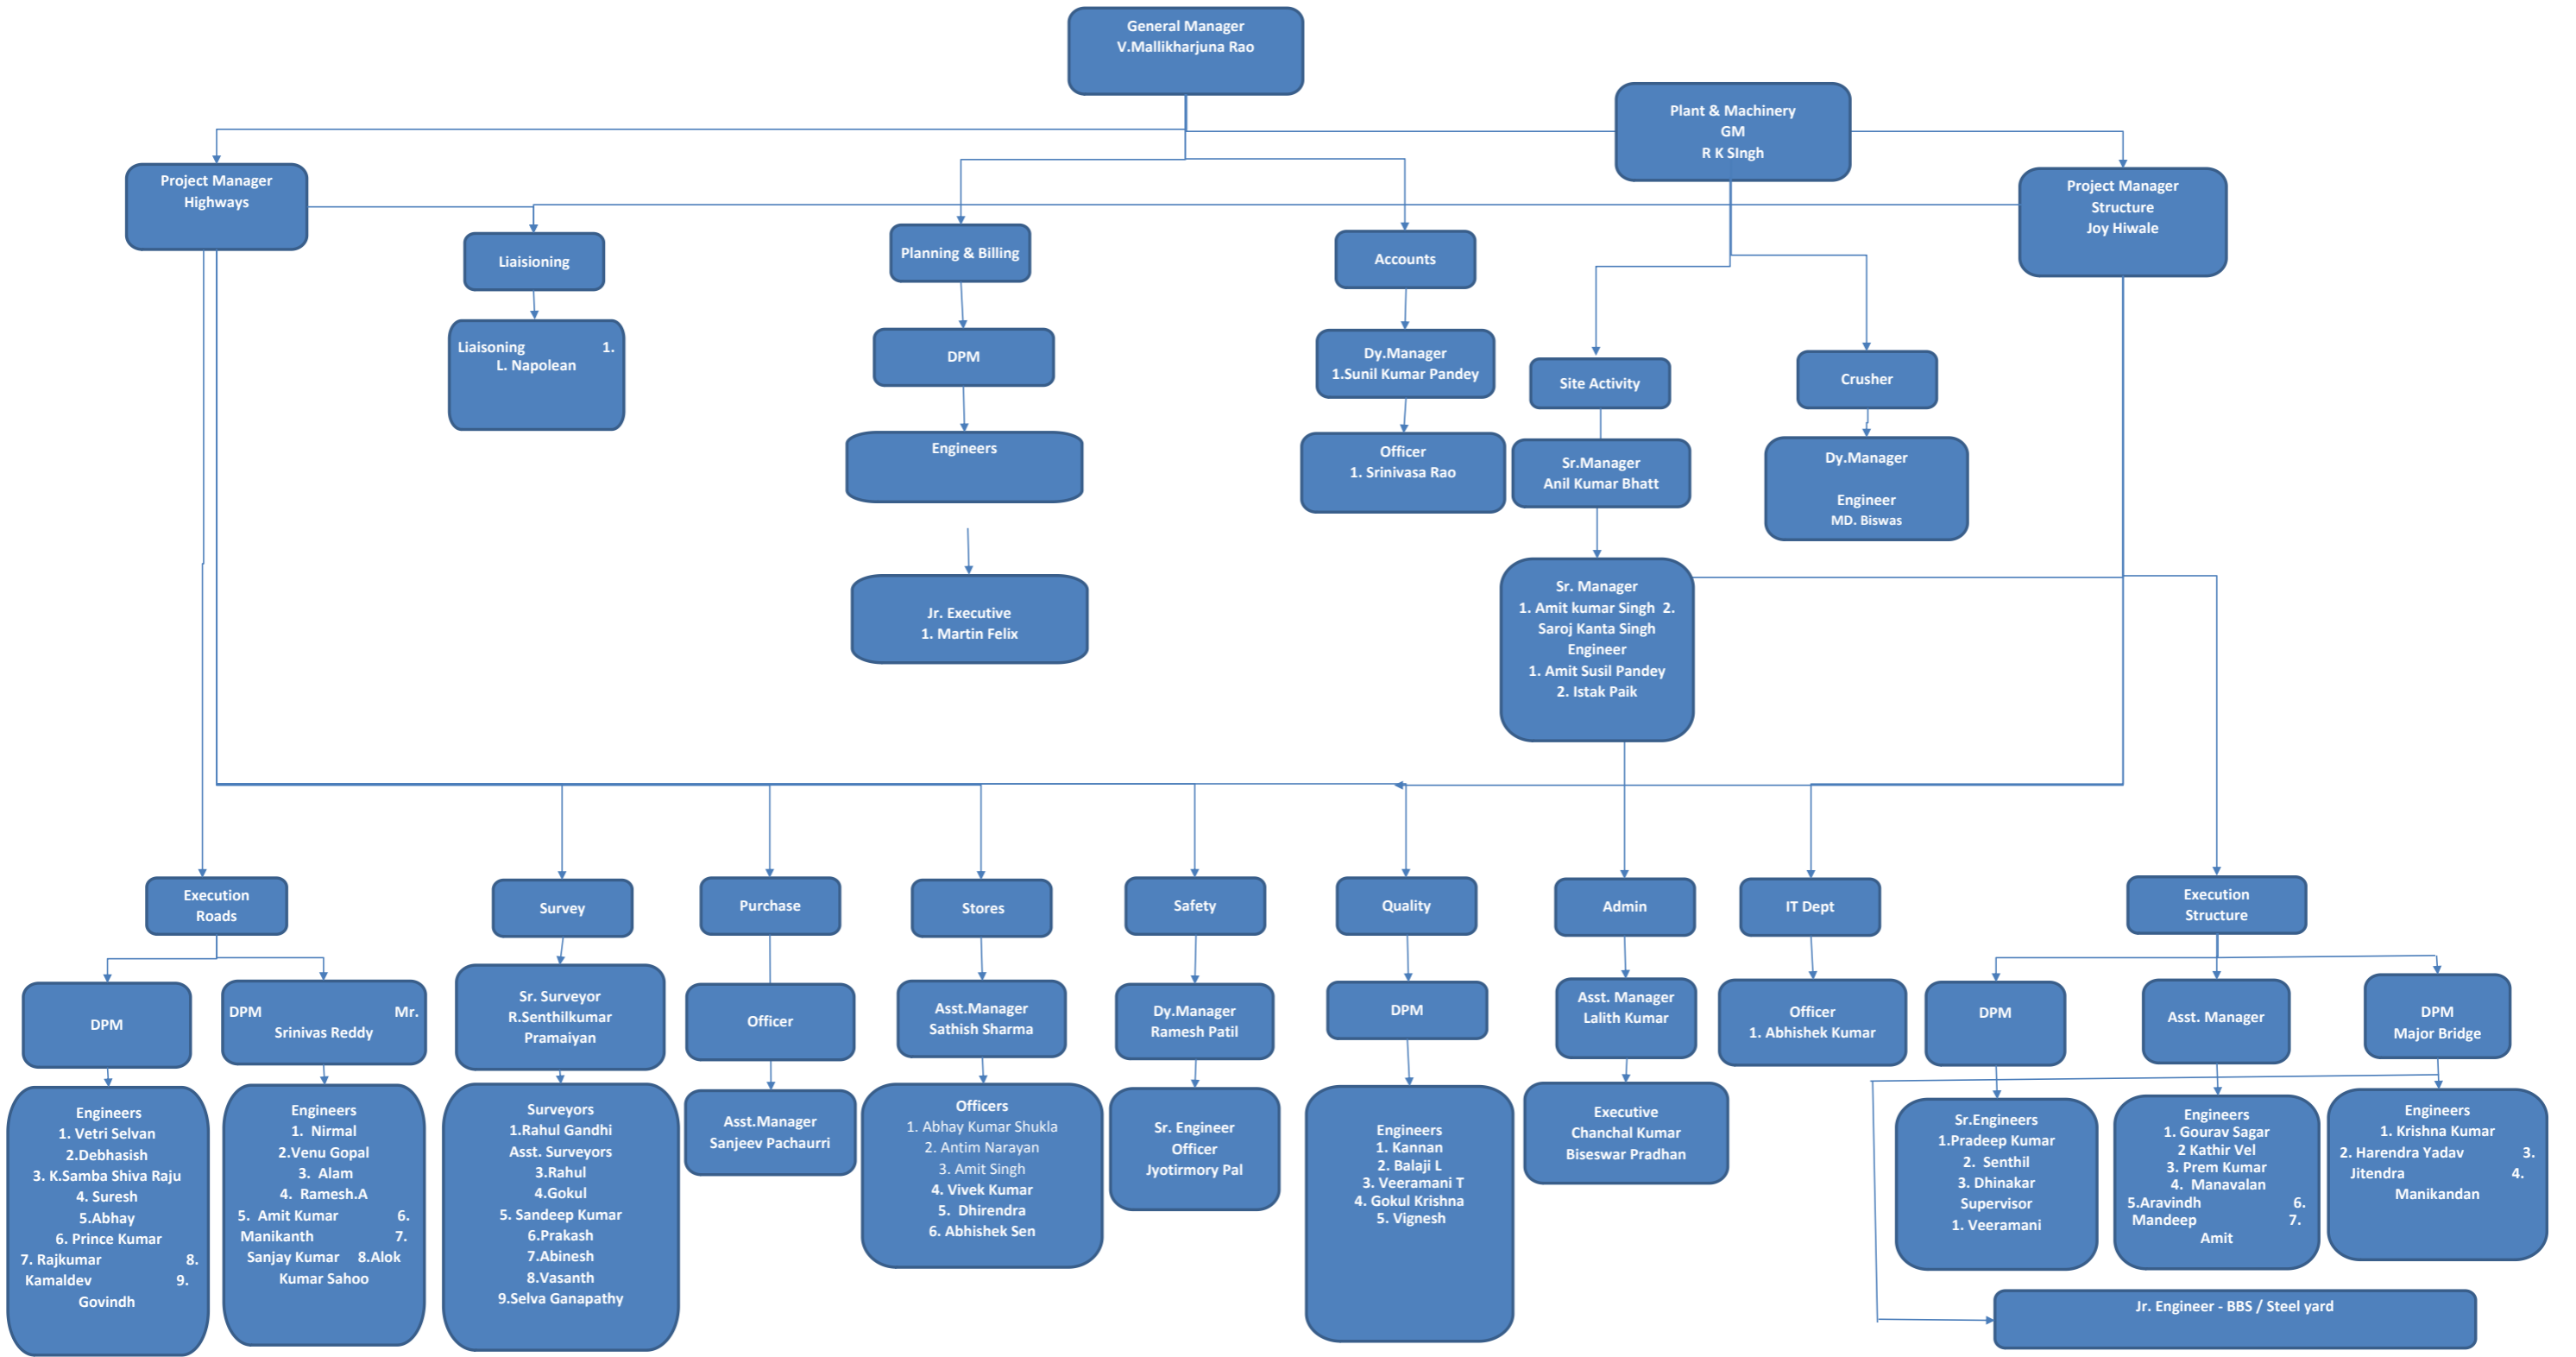 General Manager
V.Mallikharjuna Rao
Plant & Machinery
GM
R K SIngh
Project Manager
Highways
Project Manager
Structure
Joy Hiwale
Liaisioning
Planning & Billing
Accounts
Liaisoning 1.
L. Napolean
DPM
Dy.Manager
1.Sunil Kumar Pandey
Site Activity
Crusher
Engineers
Officer
1. Srinivasa Rao
Sr.Manager
Anil Kumar Bhatt
Dy.Manager
Engineer
MD. Biswas
Jr. Executive
1. Martin Felix
Sr. Manager
1. Amit kumar Singh 2.
Saroj Kanta Singh
Engineer
1. Amit Susil Pandey
2. Istak Paik
Execution
Roads
Survey
Purchase
Stores
Safety
Quality
Admin
IT Dept
Execution
Structure
DPM
DPM Mr.
Srinivas Reddy
Sr. Surveyor
R.Senthilkumar
Pramaiyan
Officer
Asst.Manager
Sathish Sharma
Dy.Manager
Ramesh Patil
DPM
Asst. Manager
Lalith Kumar
Officer
1. Abhishek Kumar
DPM
Asst. Manager
DPM
Major Bridge
Engineers
1. Vetri Selvan
2.Debhasish
3. K.Samba Shiva Raju
4. Suresh
5.Abhay
6. Prince Kumar
7. Rajkumar 8.
Kamaldev 9.
Govindh
Engineers
1. Nirmal
2.Venu Gopal
3. Alam
4. Ramesh.A
5. Amit Kumar 6.
Manikanth 7.
Sanjay Kumar 8.Alok
Kumar Sahoo
Surveyors
1.Rahul Gandhi
Asst. Surveyors
3.Rahul
4.Gokul
5. Sandeep Kumar
6.Prakash
7.Abinesh
8.Vasanth
9.Selva Ganapathy
Asst.Manager
Sanjeev Pachaurri
Officers
1. Abhay Kumar Shukla
2. Antim Narayan
3. Amit Singh
4. Vivek Kumar
5. Dhirendra
6. Abhishek Sen
Sr. Engineer
Officer
Jyotirmory Pal
Engineers
1. Kannan
2. Balaji L
3. Veeramani T
4. Gokul Krishna
5. Vignesh
Executive
Chanchal Kumar
Biseswar Pradhan
Sr.Engineers
1.Pradeep Kumar
2. Senthil
3. Dhinakar
Supervisor
1. Veeramani
Engineers
1. Gourav Sagar
2 Kathir Vel
3. Prem Kumar
4. Manavalan
5.Aravindh 6.
Mandeep 7.
Amit
Engineers
1. Krishna Kumar
2. Harendra Yadav 3.
Jitendra 4.
Manikandan
Jr. Engineer - BBS / Steel yard